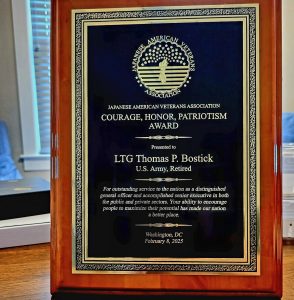 JAPANESE AMERICAN VETERANS
ASSOCIATION
JAPANESE AMERICAN VETERANS ASSOCIATION
COURAGE, HONOR, PATRIOTISM
AWARD
Presented to
LTG Thomas P. Bostick
U.S. Army, Retired
For outstanding service to the nation as a distinguished
general officer and accomplished senior executive in both
the public and private sectors. Your ability to encourage
people to maximize their potential has made our nation
a better place.
Washington, DC
February 8, 2025